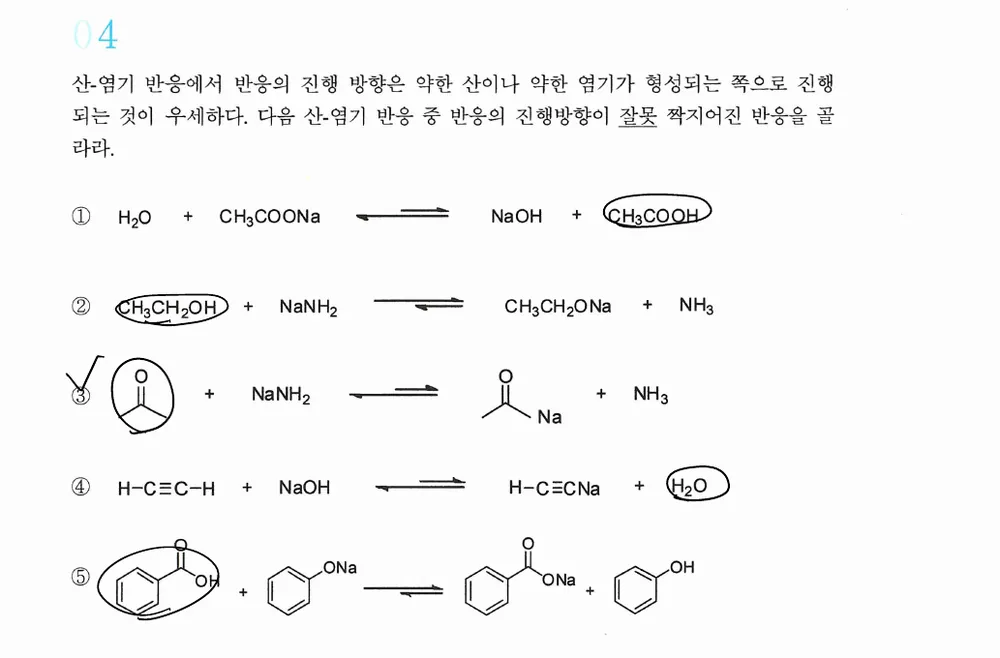 04
산-염기 반응에서 반응의 진행 방향은 약한 산이나 약한 염기가 형성되는 쪽으로 진행
되는 것이 우세하다. 다음 산-염기 반응 중 반응의 진행방향이 잘못 짝지어진 반응을 골
라라.
① H₂O + CH₃COONa ⇌ NaOH + CH₃COOH
② CH₃CH₂OH + NaNH₂ ⇌ CH₃CH₂ONa + NH₃
③ O + NaNH₂ ⇌ O Na + NH₃
④ H−C≡C−H + NaOH ⇌ H−C≡CNa + H₂O
⑤ O OH + ONa ⇌ O ONa + OH